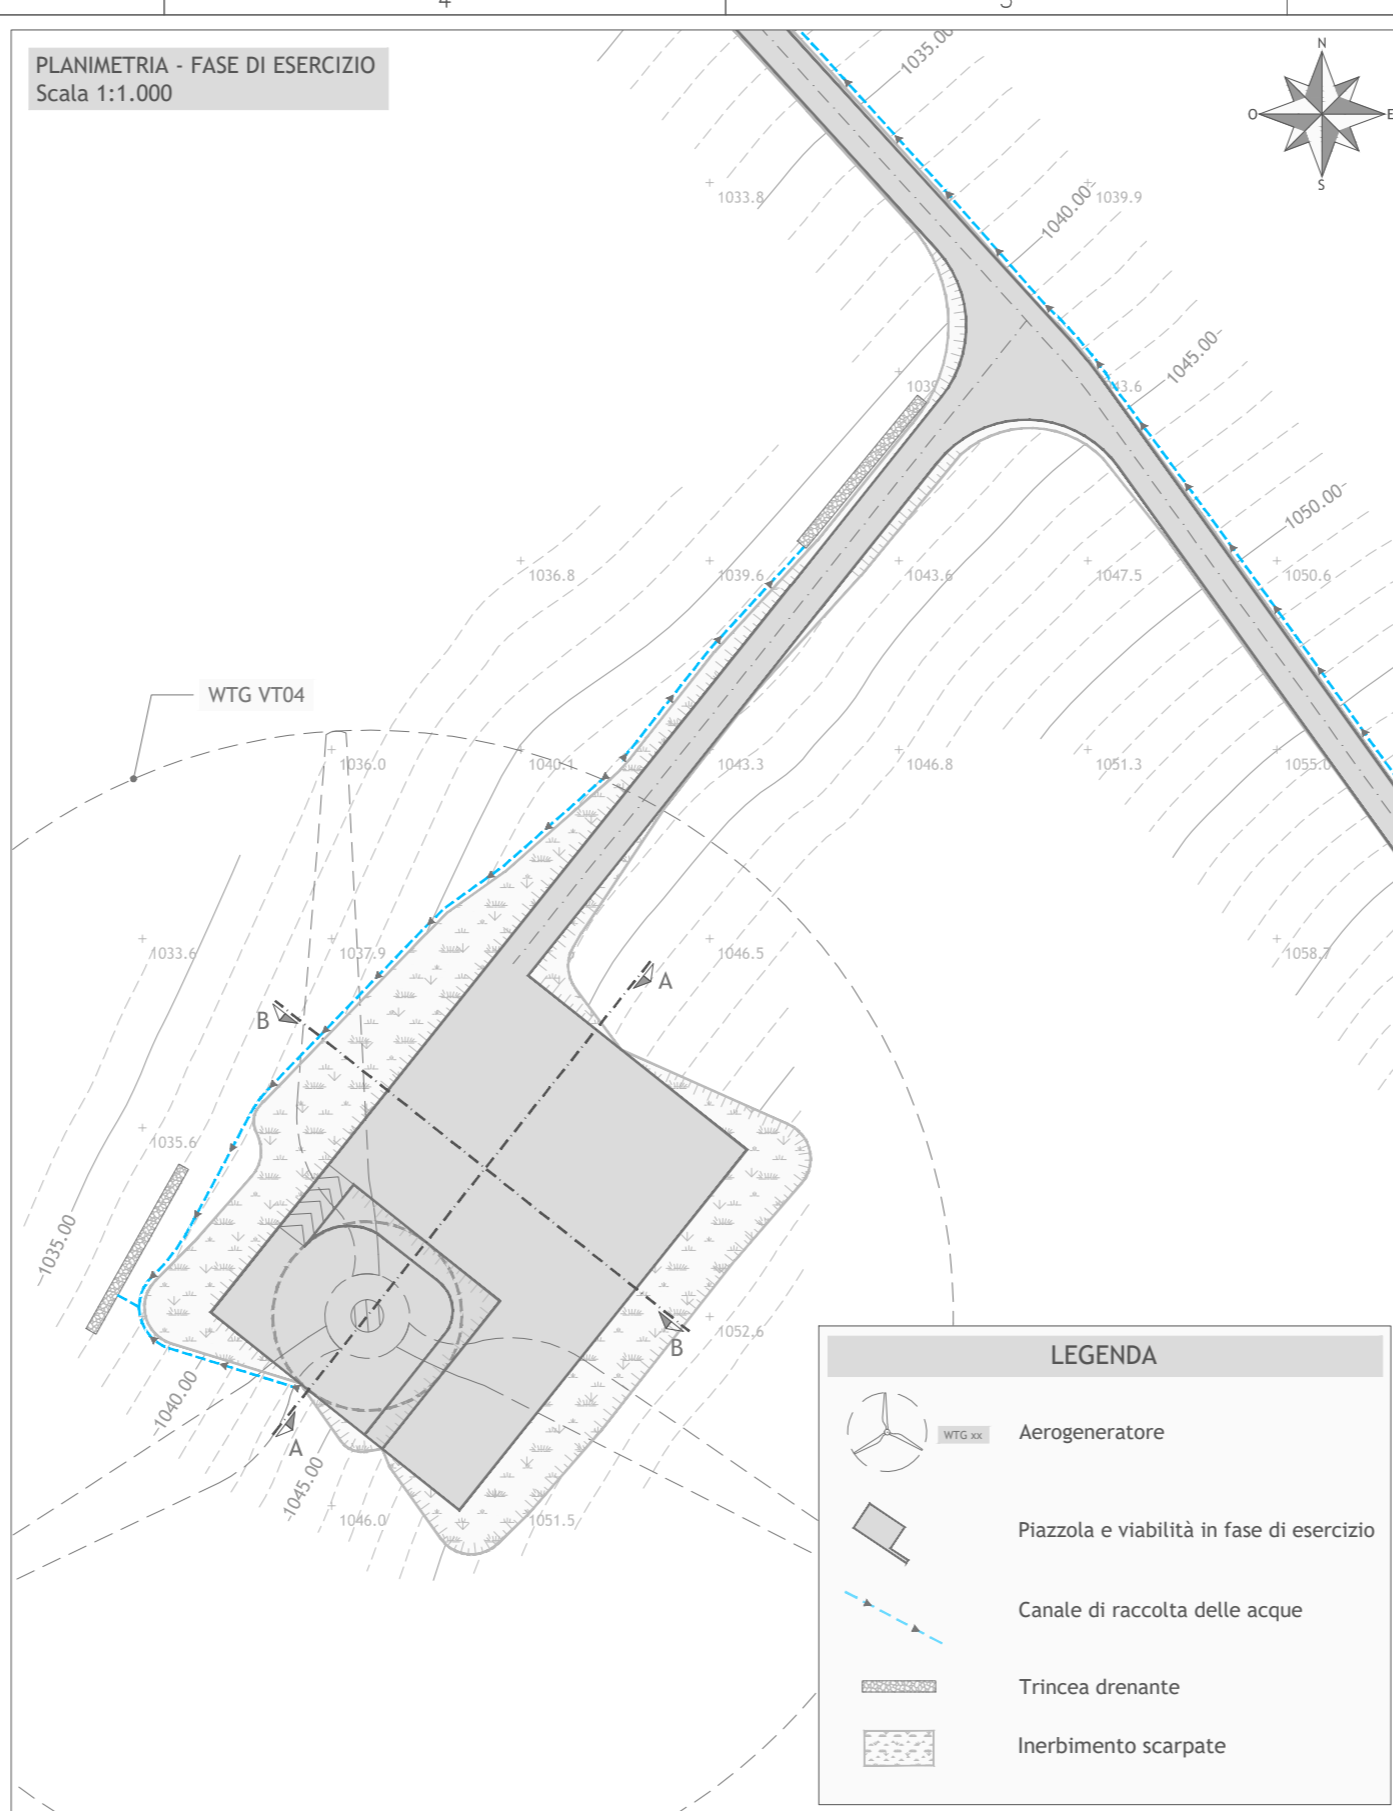 4
PLANIMETRIA - FASE DI ESERCIZIO
Scala 1:1.000
N
O
E
S
1035.00
1033.8
1039.9
1040.00
1045.00
1050.00
1036.8
1039.6
1043.6
1047.5
1050.6
WTG VT04
1036.0
1040.1
1043.3
1046.8
1051.3
1033.6
1037.9
1046.5
1058.7
A
B
1035.6
1035.00
1052.6
B
1040.00
A
1045.00
1046.0
1051.5
LEGENDA
WTG xx
Aerogeneratore
Piazzola e viabilità in fase di esercizio
Canale di raccolta delle acque
Trincea drenante
Inerbimento scarpate